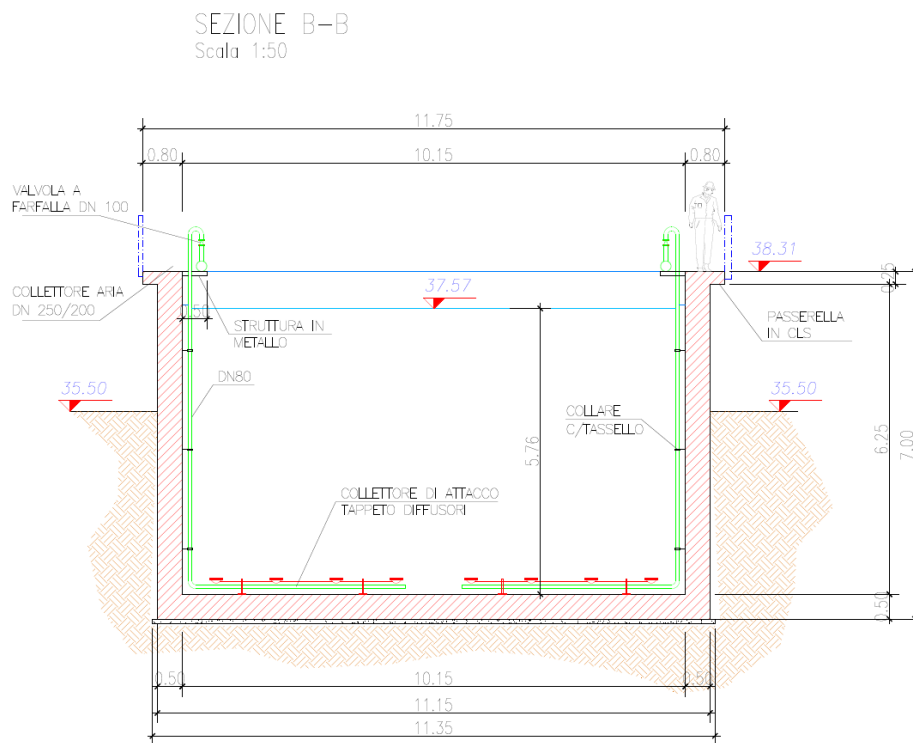 SEZIONE B-B
Scala 1:50
11.75
0.80
10.15
0.80
VALVOLA A
FARFALLA DN 100
38.31
0.25
COLLETTORE ARIA
DN 250/200
37.57
0.50
STRUTTURA IN
METALLO
PASSERELLA
IN CLS
DN80
35.50
35.50
COLLARE
C/TASSELLO
5.76
6.25
7.00
COLLETTORE DI ATTACCO
TAPPETO DIFFUSORI
0.50
0.50
10.15
0.50
11.15
11.35